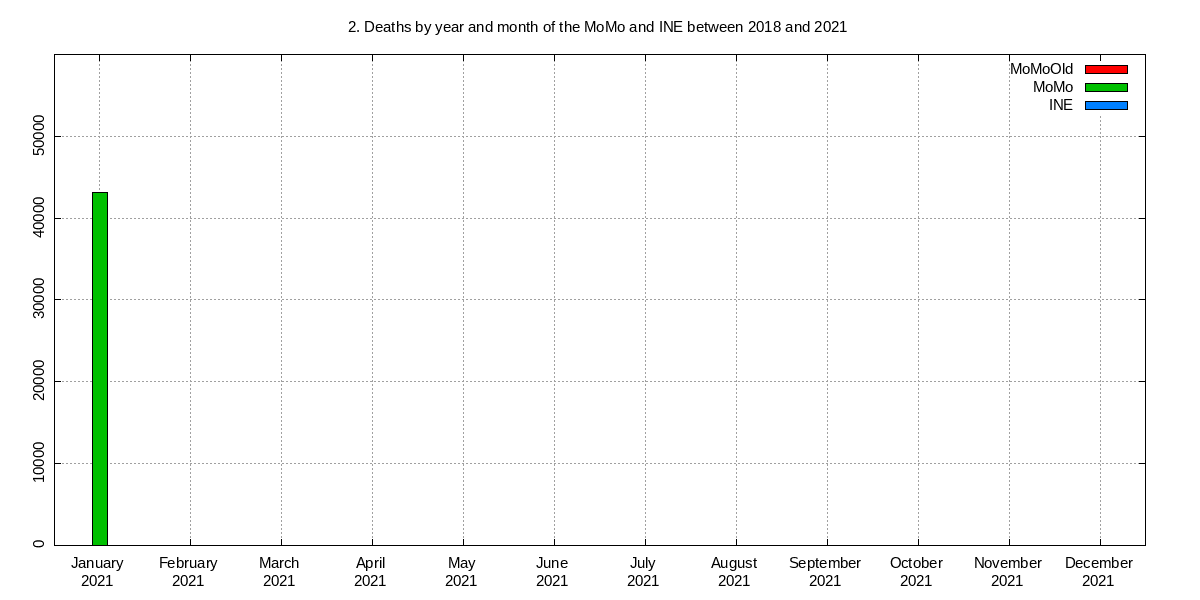 2. Deaths by year and month of the MoMo and INE between 2018 and 2021
MoMoOld
MoMo
INE
50000
40000
30000
20000
10000
0
January February March April May June July August September October November December
2021 2021 2021 2021 2021 2021 2021 2021 2021 2021 2021 2021